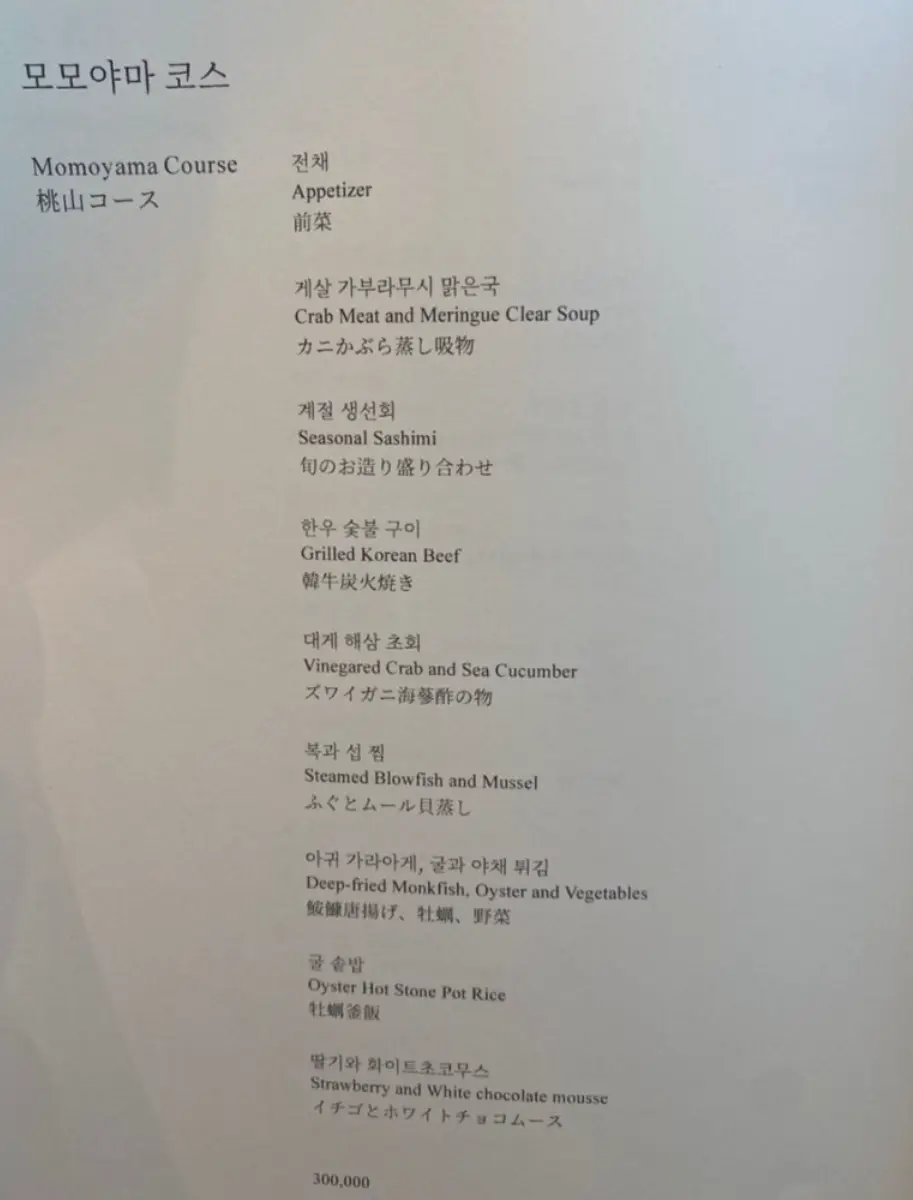 모모야마 코스
Momoyama Course
桃山コース
전채
Appetizer
前菜
게살 가부라무시 맑은국
Crab Meat and Meringue Clear Soup
カニかぶら蒸し吸物
계절 생선회
Seasonal Sashimi
旬のお造り盛り合わせ
한우 숯불 구이
Grilled Korean Beef
韓牛炭火焼き
대게 해삼 초회
Vinegared Crab and Sea Cucumber
ズワイガニ海蔘酢の物
복과 섭 찜
Steamed Blowfish and Mussel
ふぐとムール貝蒸し
아귀 가라아게, 굴과 야채 튀김
Deep-fried Monkfish, Oyster and Vegetables
鮟鱇唐揚げ、牡蠣、野菜
굴 솥밥
Oyster Hot Stone Pot Rice
牡蠣釜飯
딸기와 화이트초코무스
Strawberry and White chocolate mousse
イチゴとホワイトチョコムース
300,000